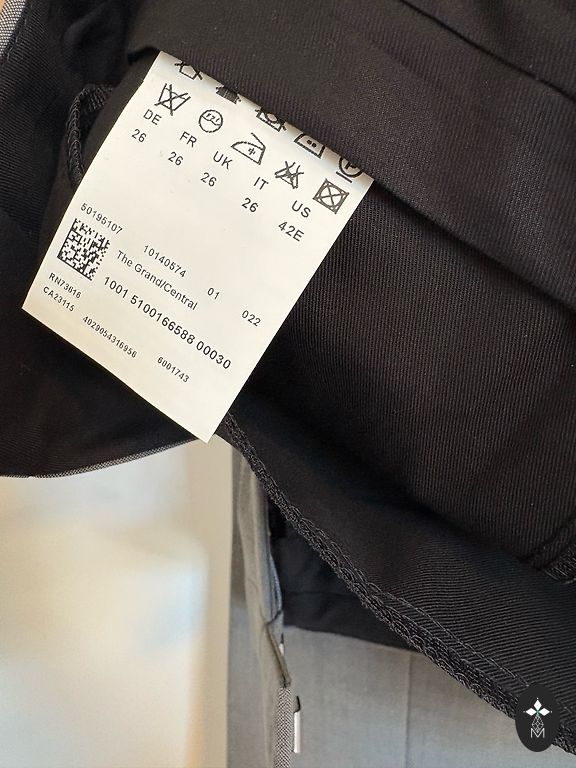 DE FR UK IT US
26 26 26 26 42E
50195107 10140574 01 022
The Grand/Central
1001 5100166588 00030
RN73616
CA23115 4029054316956 6001743
M